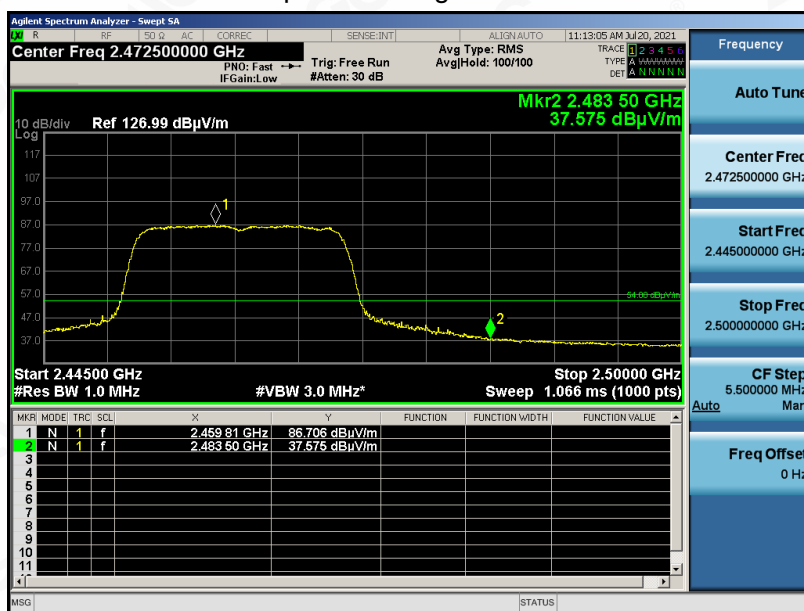 Agilent Spectrum Analyzer - Swept SA
LXI R RF 50 Ω AC CORREC SENSE:INT ALIGN AUTO 11:13:05 AM Jul 20, 2021
Center Freq 2.472500000 GHz
PNO: Fast
IFGain:Low
Trig: Free Run
#Atten: 30 dB
Avg Type: RMS
Avg|Hold: 100/100
TRACE 1 2 3 4 5 6
TYPE A WWWWW
DET A N N N N N
Mkr2 2.483 50 GHz
37.575 dBµV/m
10 dB/div Ref 126.99 dBµV/m
Log
117
107
97.0
87.0
77.0
67.0
57.0
47.0
37.0
1
54.00 dBµV/m
2
Start 2.44500 GHz Stop 2.50000 GHz
#Res BW 1.0 MHz #VBW 3.0 MHz* Sweep 1.066 ms (1000 pts)
MKR MODE TRC SCL X Y FUNCTION FUNCTION WIDTH FUNCTION VALUE
1 N 1 f 2.459 81 GHz 86.706 dBµV/m
2 N 1 f 2.483 50 GHz 37.575 dBµV/m
3
4
5
6
7
8
9
10
11
MSG STATUS
Frequency
Auto Tune
Center Freq
2.472500000 GHz
Start Freq
2.445000000 GHz
Stop Freq
2.500000000 GHz
CF Step
5.500000 MHz
Auto Man
Freq Offset
0 Hz